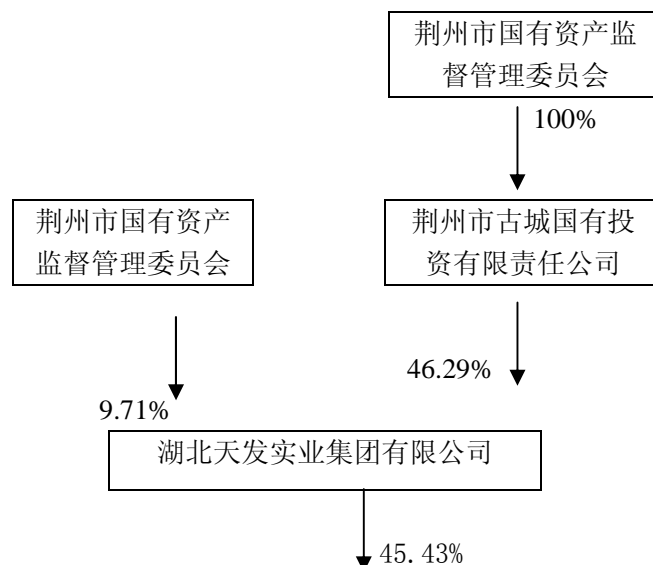 荆州市国有资产监
督管理委员会
100%
荆州市国有资产
监督管理委员会
荆州市古城国有投
资有限责任公司
46.29%
9.71%
湖北天发实业集团有限公司
45.43%